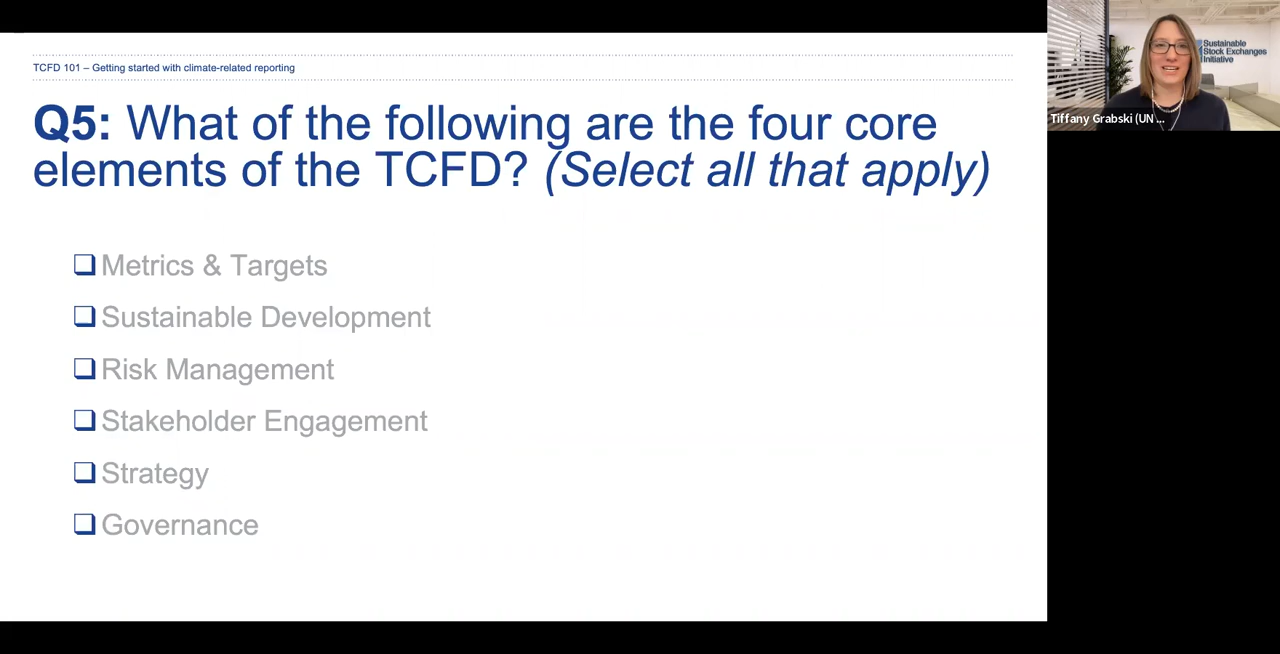 TCFD 101 – Getting started with climate-related reporting
Q5: What of the following are the four core
elements of the TCFD? (Select all that apply)
Metrics & Targets
Sustainable Development
Risk Management
Stakeholder Engagement
Strategy
Governance
Sustainable
Stock Exchanges
Initiative
Tiffany Grabski (UN ...